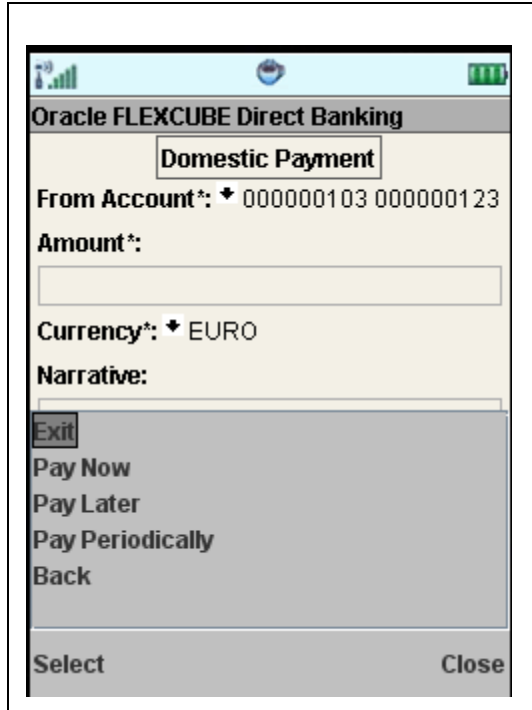 Oracle FLEXCUBE Direct Banking
Domestic Payment
From Account*: 000000103 000000123
Amount*:
Currency*: EURO
Narrative:
Exit
Pay Now
Pay Later
Pay Periodically
Back
Select Close